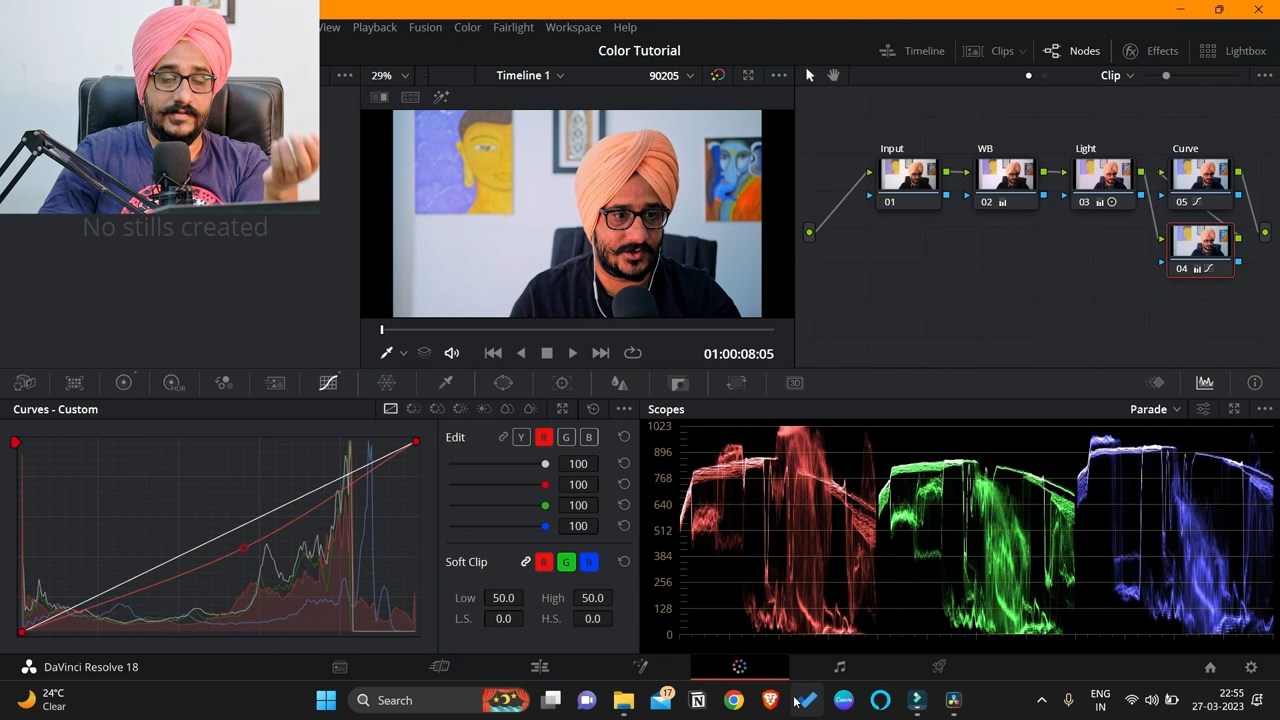 View Playback Fusion Color Fairlight Workspace Help
Color Tutorial
Timeline Clips Nodes Effects Lightbox
29% Timeline 1 90205 Clip
No stills created
Input WB Light Curve
01 02 03 05
04
01:00:08:05
HDR
3D
Curves - Custom
Edit Y R G B
100
100
100
100
Soft Clip R G B
Low 50.0 High 50.0
L.S. 0.0 H.S. 0.0
Scopes Parade
1023
896
768
640
512
384
256
128
0
DaVinci Resolve 18
24°C
Clear
Search
17
Canva
ENG
IN
22:55
27-03-2023